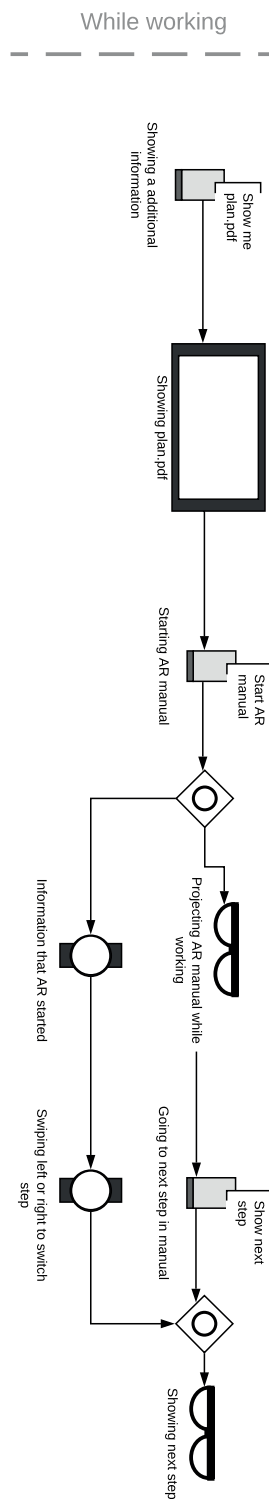 While working
Show me
plan.pdf
Showing a additional
information
Showing plan.pdf
Start AR
manual
Starting AR manual
Projecting AR manual while
working
Information that AR started
Show next
step
Going to next step in manual
Swiping left or right to switch
step
Showing next step